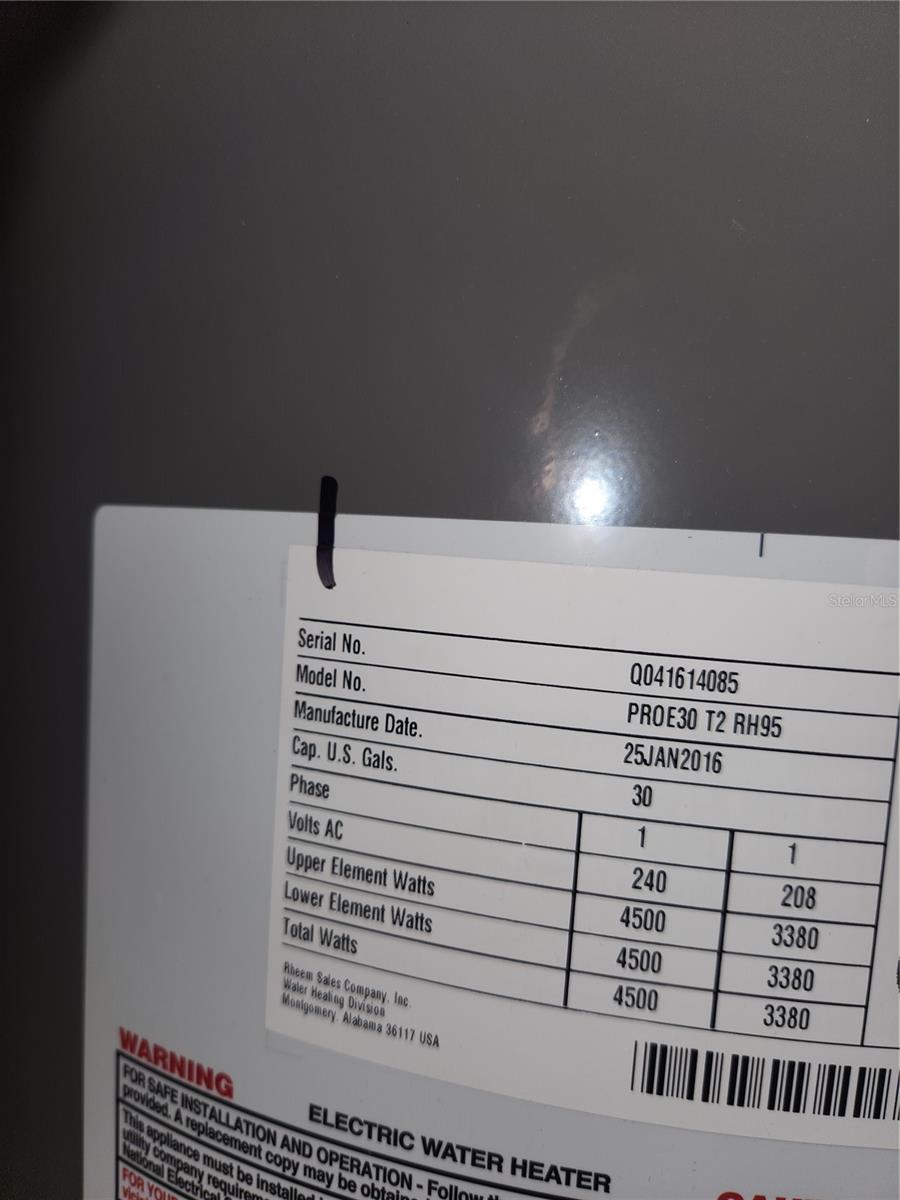 StellarMLS
Serial No. Q041614085
Model No. PROE30 T2 RH95
Manufacture Date. 25JAN2016
Cap. U.S. Gals. 30
Phase 1 1
Volts AC 240 208
Upper Element Watts 4500 3380
Lower Element Watts 4500 3380
Total Watts 4500 3380
Rheem Sales Company, Inc.
Water Heating Division
Montgomery, Alabama 36117 USA
ELECTRIC WATER HEATER
WARNING
FOR SAFE INSTALLATION AND OPERATION - Follow the
provided. A replacement copy may be
This appliance must be installed
utility company
National Electrical
FOR YOUR